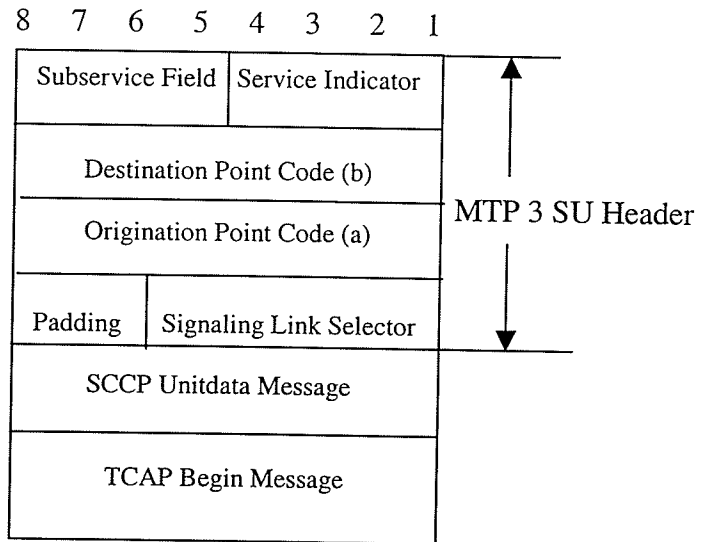 8 7 6 5 4 3 2 1
Subservice Field Service Indicator
Destination Point Code (b)
Origination Point Code (a)
MTP 3 SU Header
Padding Signaling Link Selector
SCCP Unitdata Message
TCAP Begin Message